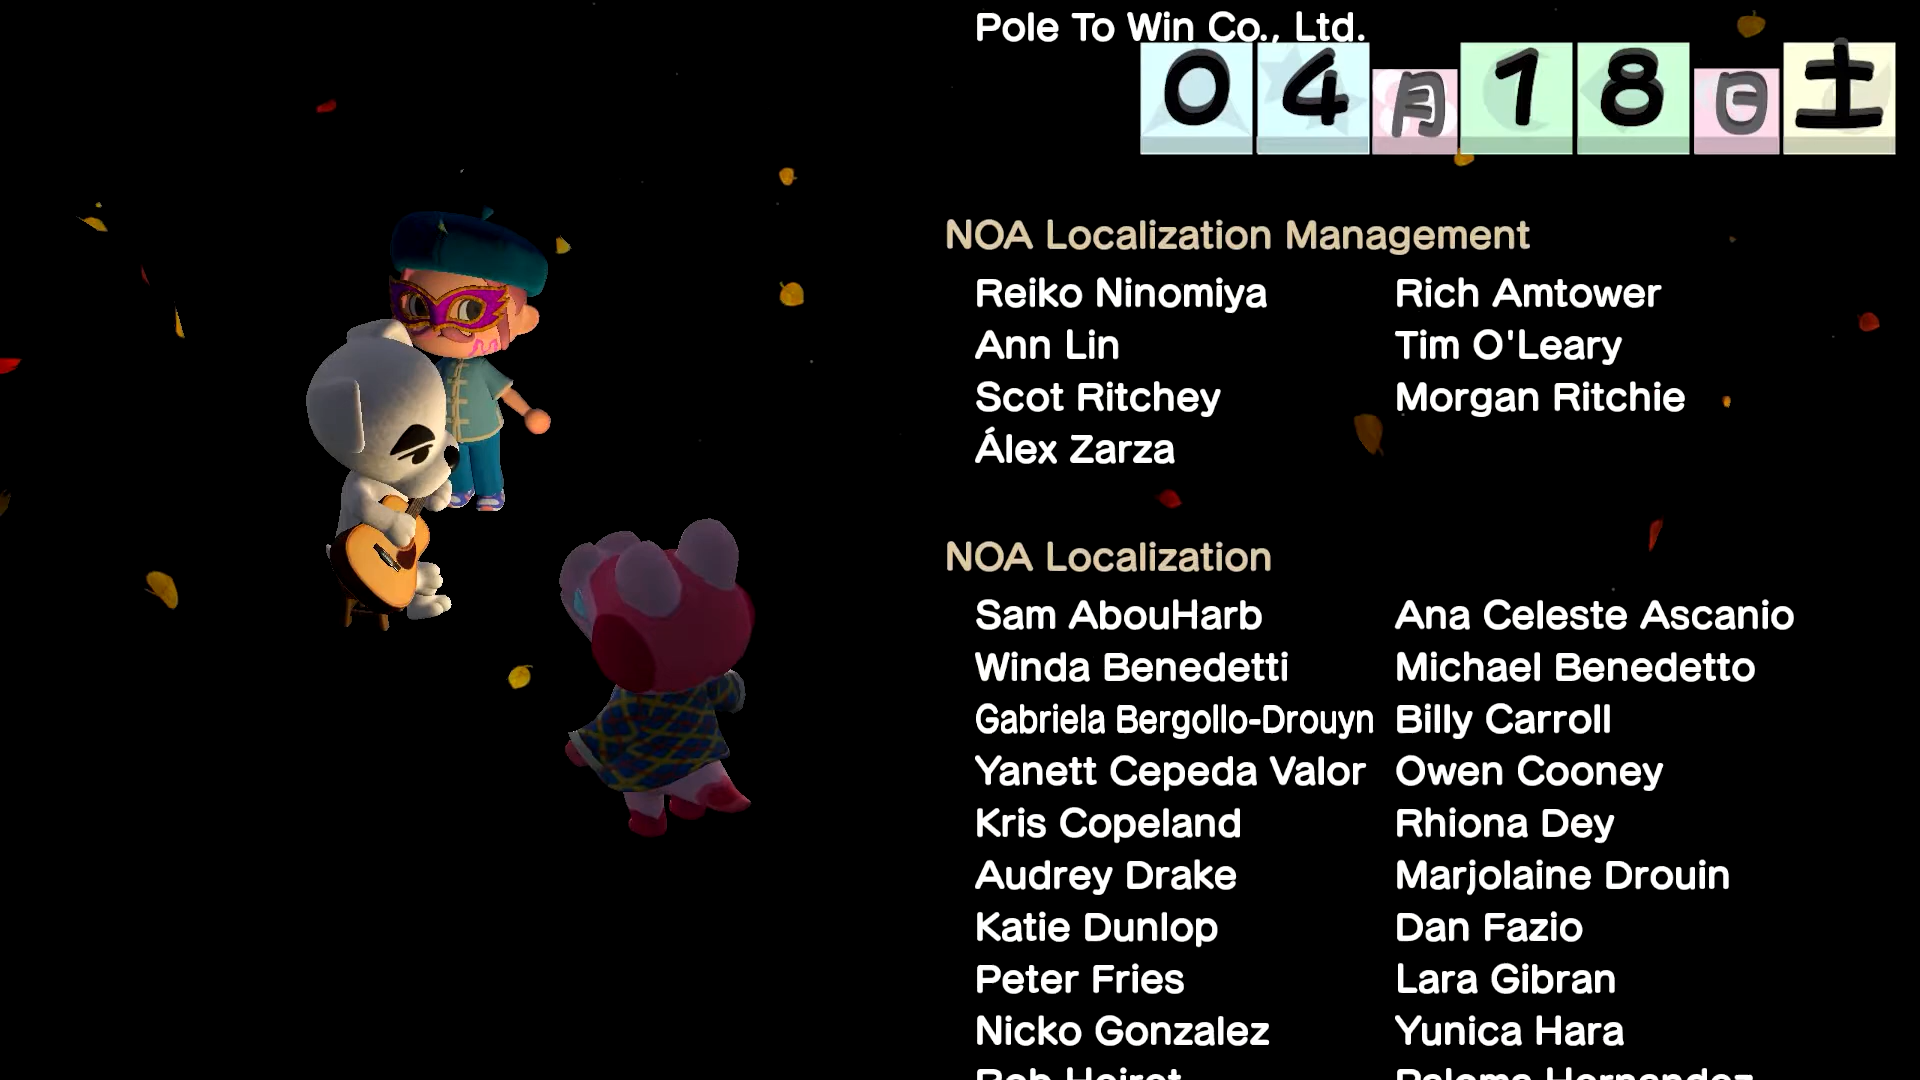 Pole To Win Co., Ltd.
04月18日土
NOA Localization Management
Reiko Ninomiya Rich Amtower
Ann Lin Tim O'Leary
Scot Ritchey Morgan Ritchie
Álex Zarza
NOA Localization
Sam AbouHarb Ana Celeste Ascanio
Winda Benedetti Michael Benedetto
Gabriela Bergollo-Drouyn Billy Carroll
Yanett Cepeda Valor Owen Cooney
Kris Copeland Rhiona Dey
Audrey Drake Marjolaine Drouin
Katie Dunlop Dan Fazio
Peter Fries Lara Gibran
Nicko Gonzalez Yunica Hara